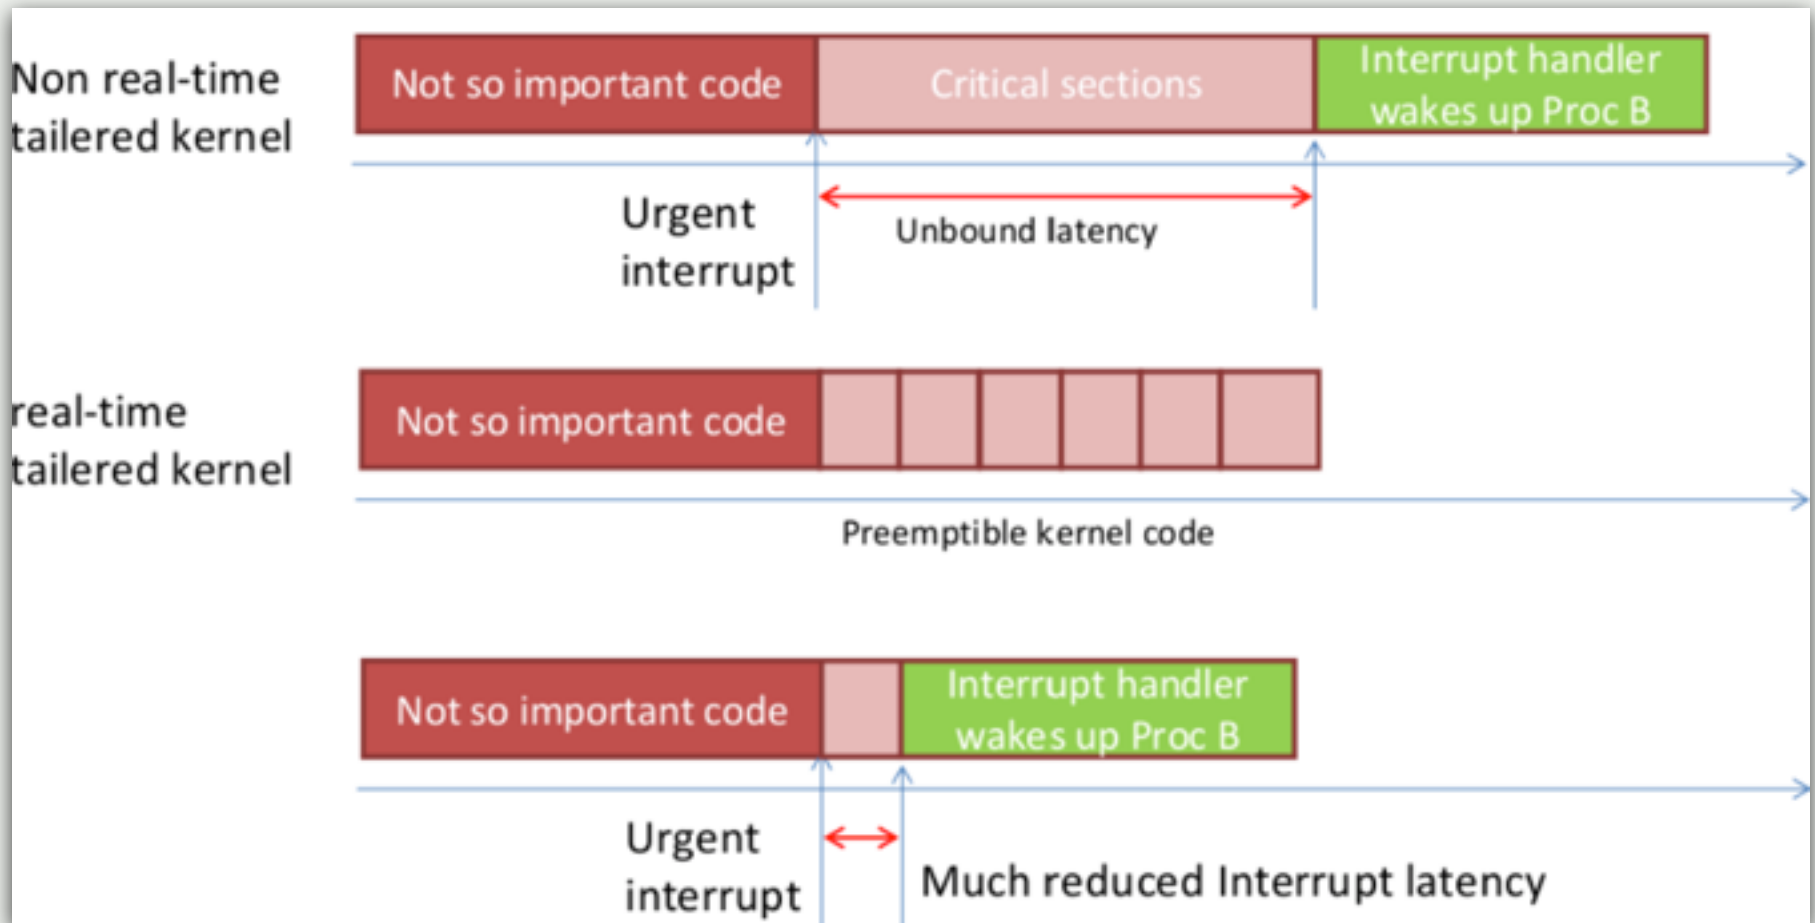 Non real-time
tailered kernel
Not so important code
Critical sections
Interrupt handler
wakes up Proc B
Urgent
interrupt
Unbound latency
real-time
tailered kernel
Not so important code
Preemptible kernel code
Not so important code
Interrupt handler
wakes up Proc B
Urgent
interrupt
Much reduced Interrupt latency